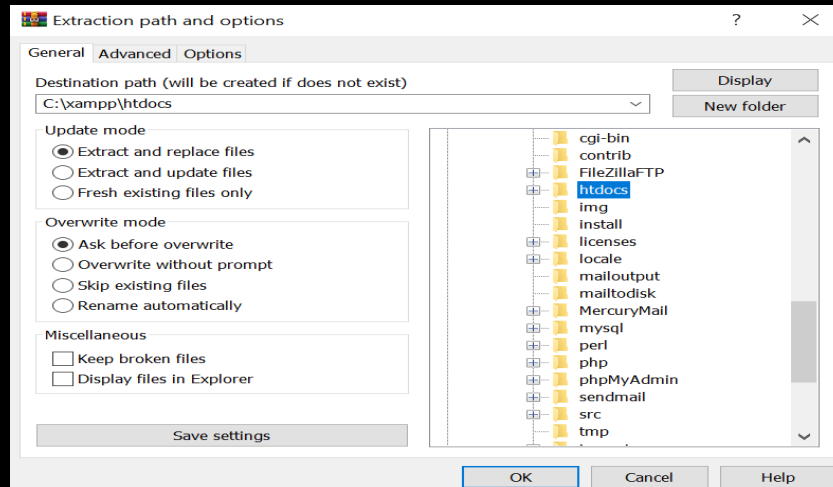 Extraction path and options
?
General Advanced Options
Destination path (will be created if does not exist)
C:\xampp\htdocs
Display
New folder
Update mode
Extract and replace files
Extract and update files
Fresh existing files only
Overwrite mode
Ask before overwrite
Overwrite without prompt
Skip existing files
Rename automatically
Miscellaneous
Keep broken files
Display files in Explorer
Save settings
cgi-bin
contrib
FileZillaFTP
htdocs
img
install
licenses
locale
mailoutput
mailtodisk
MercuryMail
mysql
perl
php
phpMyAdmin
sendmail
src
tmp
OK Cancel Help